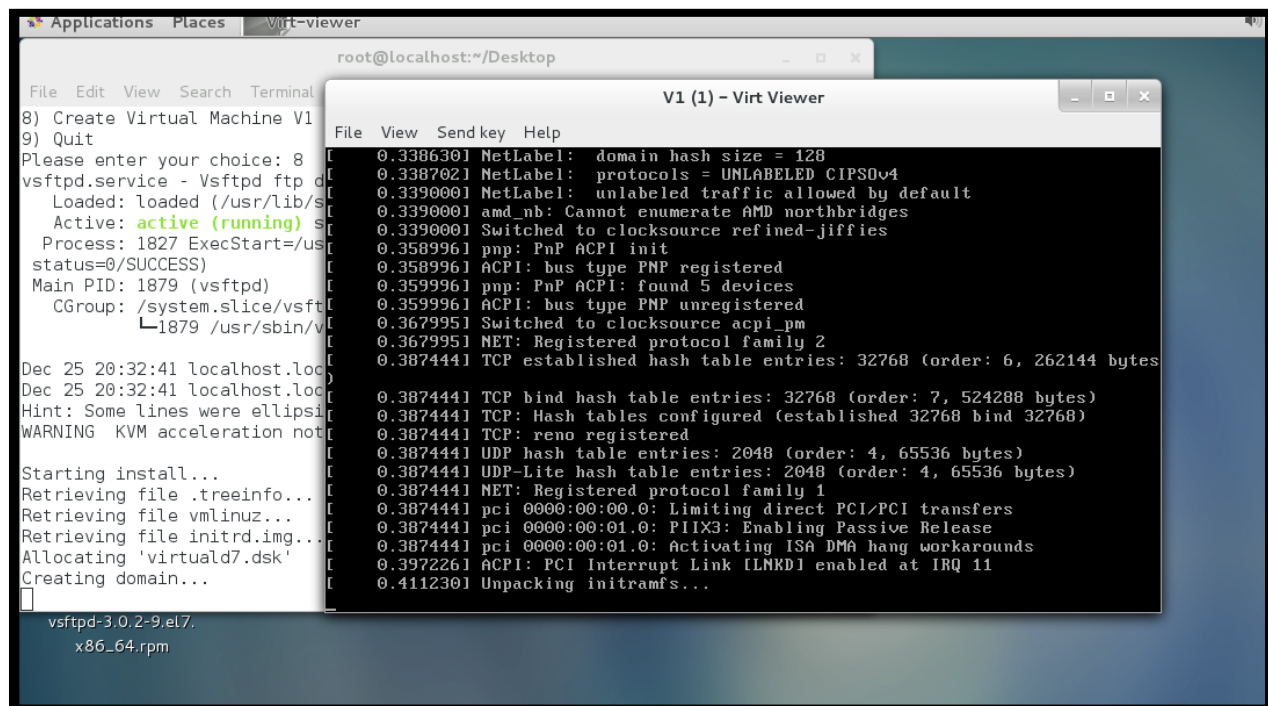 Applications Places Virt-viewer
root@localhost:~/Desktop
File Edit View Search Terminal
8) Create Virtual Machine V1
9) Quit
Please enter your choice: 8
vsftpd.service - Vsftpd ftp d
Loaded: loaded (/usr/lib/s
Active: active (running) s
Process: 1827 ExecStart=/us
status=0/SUCCESS)
Main PID: 1879 (vsftpd)
CGroup: /system.slice/vsft
└─1879 /usr/sbin/v
Dec 25 20:32:41 localhost.loc
Dec 25 20:32:41 localhost.loc
Hint: Some lines were ellipsi
WARNING KVM acceleration not
Starting install...
Retrieving file .treeinfo...
Retrieving file vmlinuz...
Retrieving file initrd.img...
Allocating 'virtuald7.dsk'
Creating domain...
V1 (1) – Virt Viewer
File View Send key Help
[ 0.338630] NetLabel: domain hash size = 128
[ 0.338702] NetLabel: protocols = UNLABELED CIPSOv4
[ 0.339000] NetLabel: unlabeled traffic allowed by default
[ 0.339000] amd_nb: Cannot enumerate AMD northbridges
[ 0.339000] Switched to clocksource refined-jiffies
[ 0.358996] pnp: PnP ACPI init
[ 0.358996] ACPI: bus type PNP registered
[ 0.359996] pnp: PnP ACPI: found 5 devices
[ 0.359996] ACPI: bus type PNP unregistered
[ 0.367995] Switched to clocksource acpi_pm
[ 0.367995] NET: Registered protocol family 2
[ 0.387444] TCP established hash table entries: 32768 (order: 6, 262144 bytes
)
[ 0.387444] TCP bind hash table entries: 32768 (order: 7, 524288 bytes)
[ 0.387444] TCP: Hash tables configured (established 32768 bind 32768)
[ 0.387444] TCP: reno registered
[ 0.387444] UDP hash table entries: 2048 (order: 4, 65536 bytes)
[ 0.387444] UDP-Lite hash table entries: 2048 (order: 4, 65536 bytes)
[ 0.387444] NET: Registered protocol family 1
[ 0.387444] pci 0000:00:00.0: Limiting direct PCI/PCI transfers
[ 0.387444] pci 0000:00:01.0: PIIX3: Enabling Passive Release
[ 0.387444] pci 0000:00:01.0: Activating ISA DMA hang workarounds
[ 0.397226] ACPI: PCI Interrupt Link [LNKD] enabled at IRQ 11
[ 0.411230] Unpacking initramfs...
vsftpd-3.0.2-9.el7.
x86_64.rpm